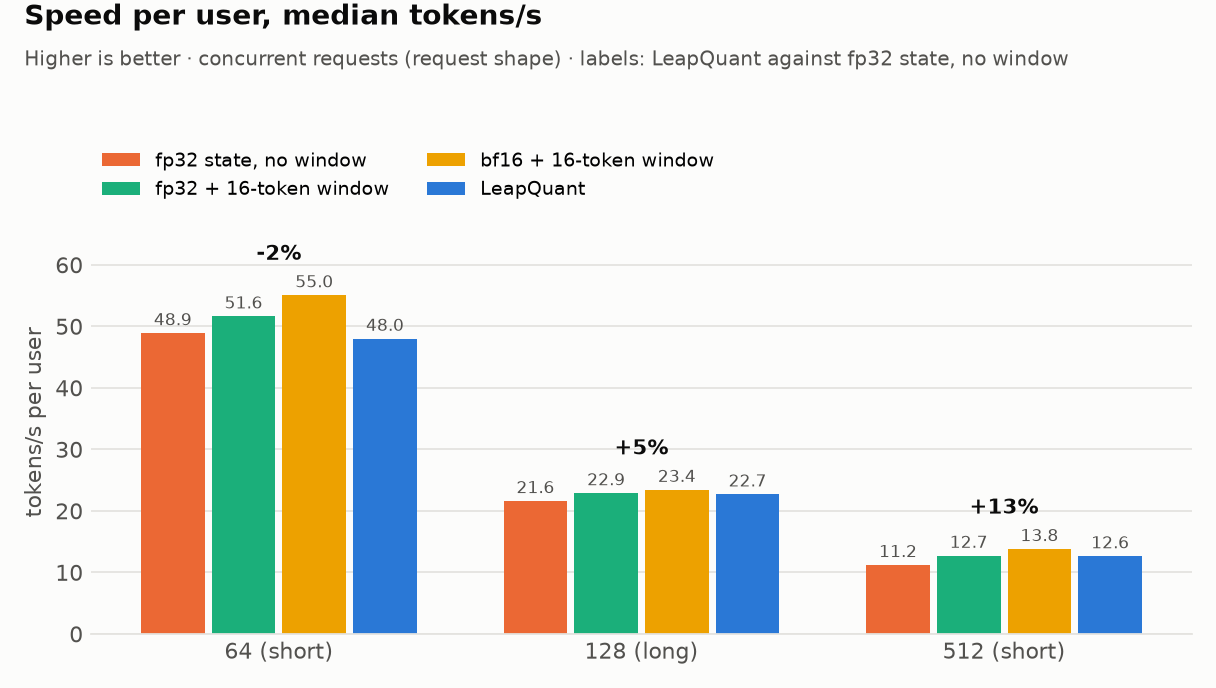 Speed per user, median tokens/s
Higher is better · concurrent requests (request shape) · labels: LeapQuant against fp32 state, no window
fp32 state, no window
bf16 + 16-token window
fp32 + 16-token window
LeapQuant
tokens/s per user
60
50
40
30
20
10
0
-2%
48.9
51.6
55.0
48.0
+5%
21.6
22.9
23.4
22.7
+13%
11.2
12.7
13.8
12.6
64 (short)
128 (long)
512 (short)